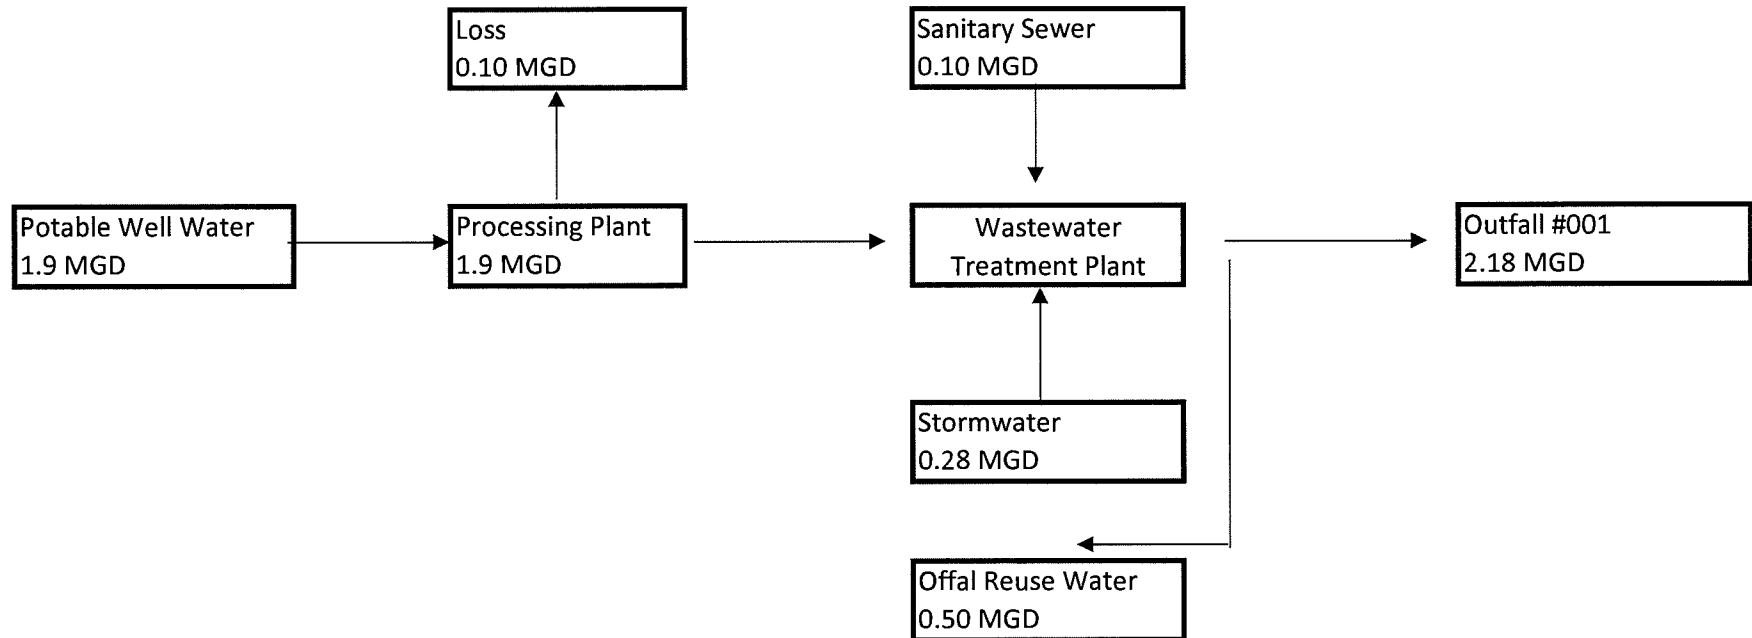 Loss
0.10 MGD
Sanitary Sewer
0.10 MGD
Potable Well Water
1.9 MGD
Processing Plant
1.9 MGD
Wastewater
Treatment Plant
Outfall #001
2.18 MGD
Stormwater
0.28 MGD
Offal Reuse Water
0.50 MGD